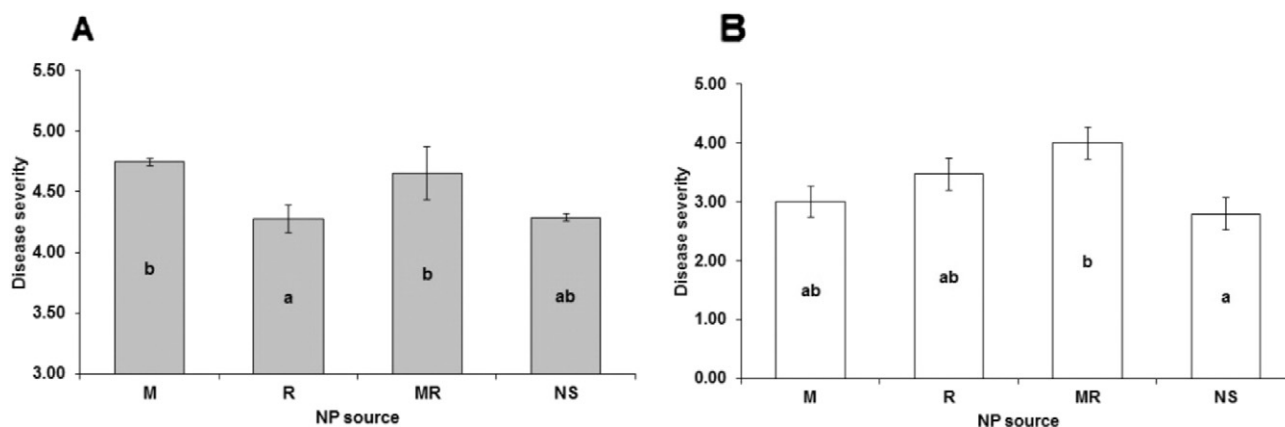 A
Disease severity
5.50
5.00
4.50
4.00
3.50
3.00
b
a
b
ab
M R MR NS
NP source
B
Disease severity
5.00
4.00
3.00
2.00
1.00
0.00
ab
ab
b
a
M R MR NS
NP source